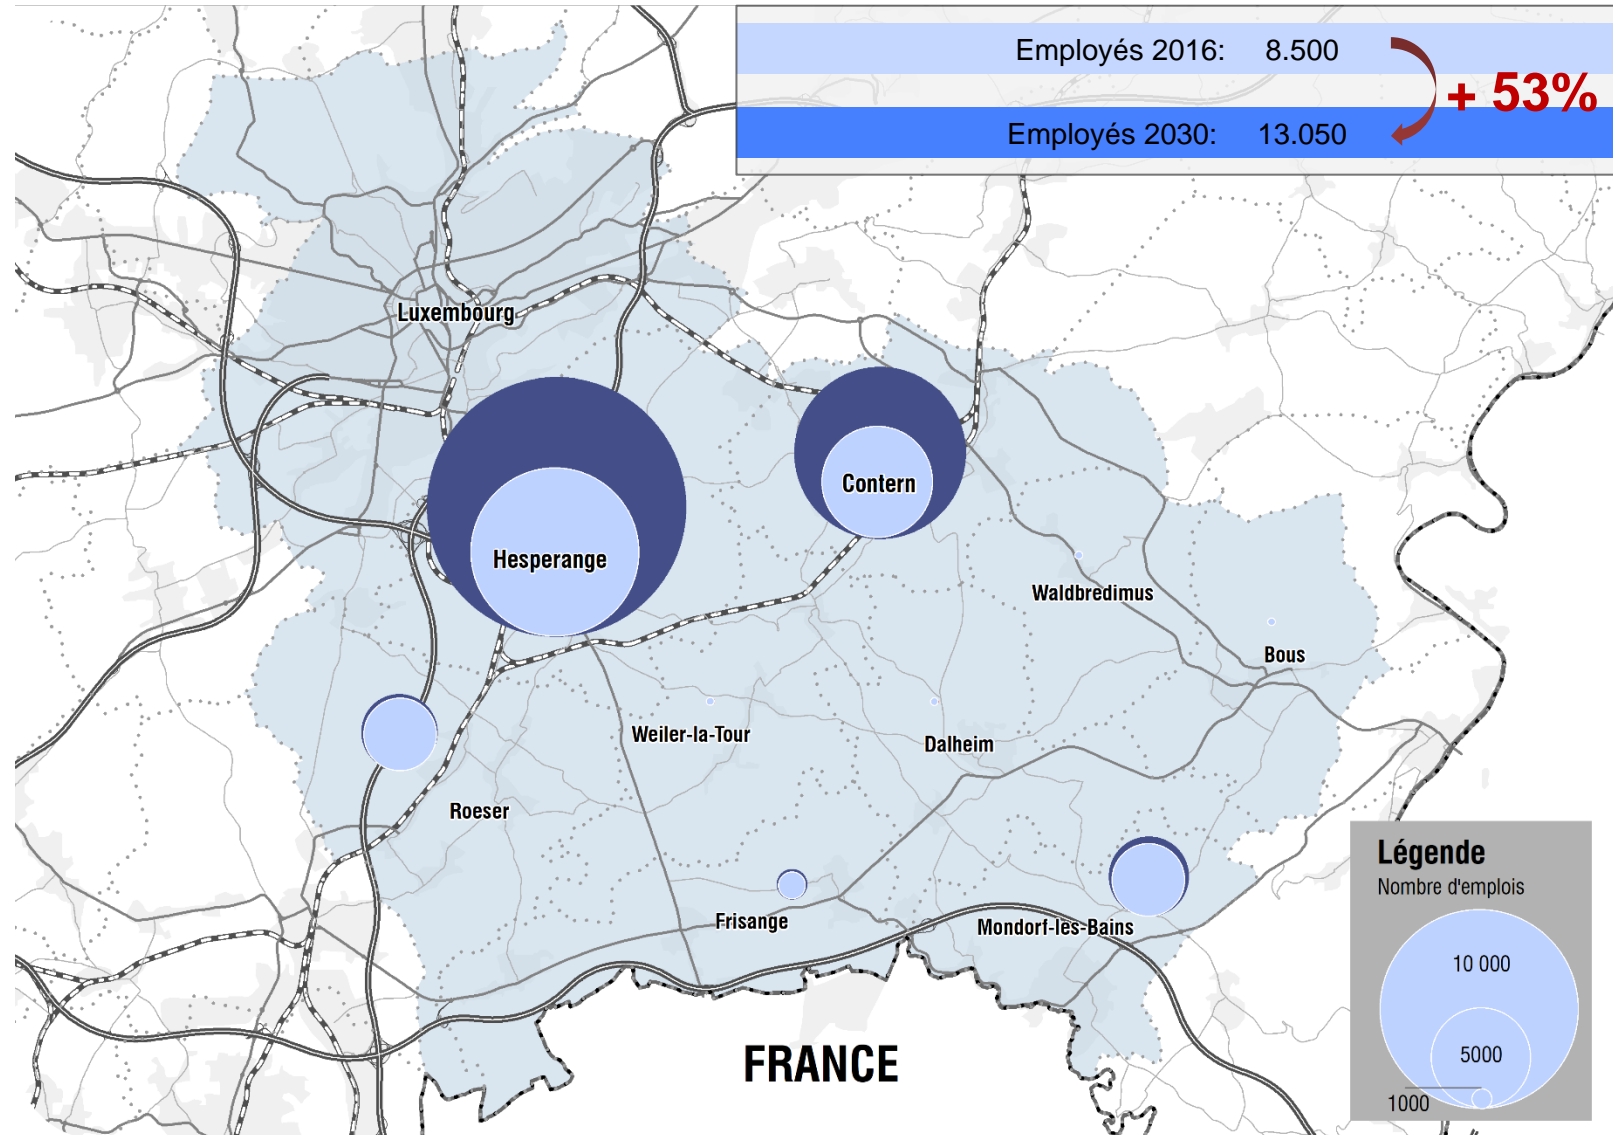 Employés 2016: 8.500
+ 53%
Employés 2030: 13.050
Luxembourg
Contern
Hesperange
Waldbredimus
Bous
Weiler-la-Tour
Dalheim
Roeser
Frisange
Mondorf-les-Bains
FRANCE
Légende
Nombre d'emplois
10 000
5000
1000